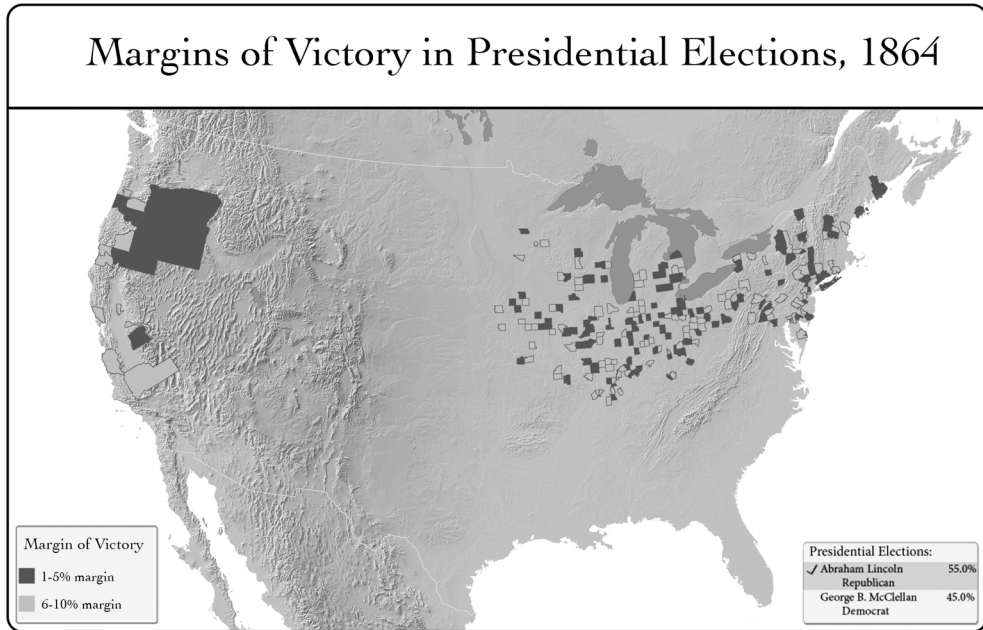 Margins of Victory in Presidential Elections, 1864
Margin of Victory
1-5% margin
6-10% margin
Presidential Elections:
✓ Abraham Lincoln 55.0%
Republican
George B. McClellan 45.0%
Democrat